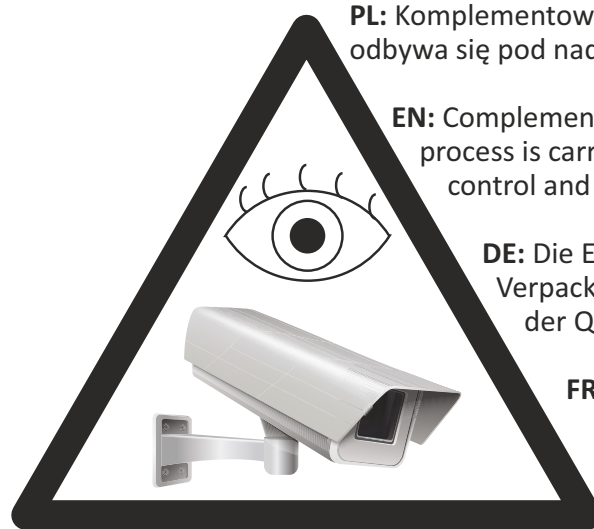 PL: Komplementow
odbywa się pod nad
EN: Complemen
process is carr
control and
DE: Die E
Verpack
der Q
FR